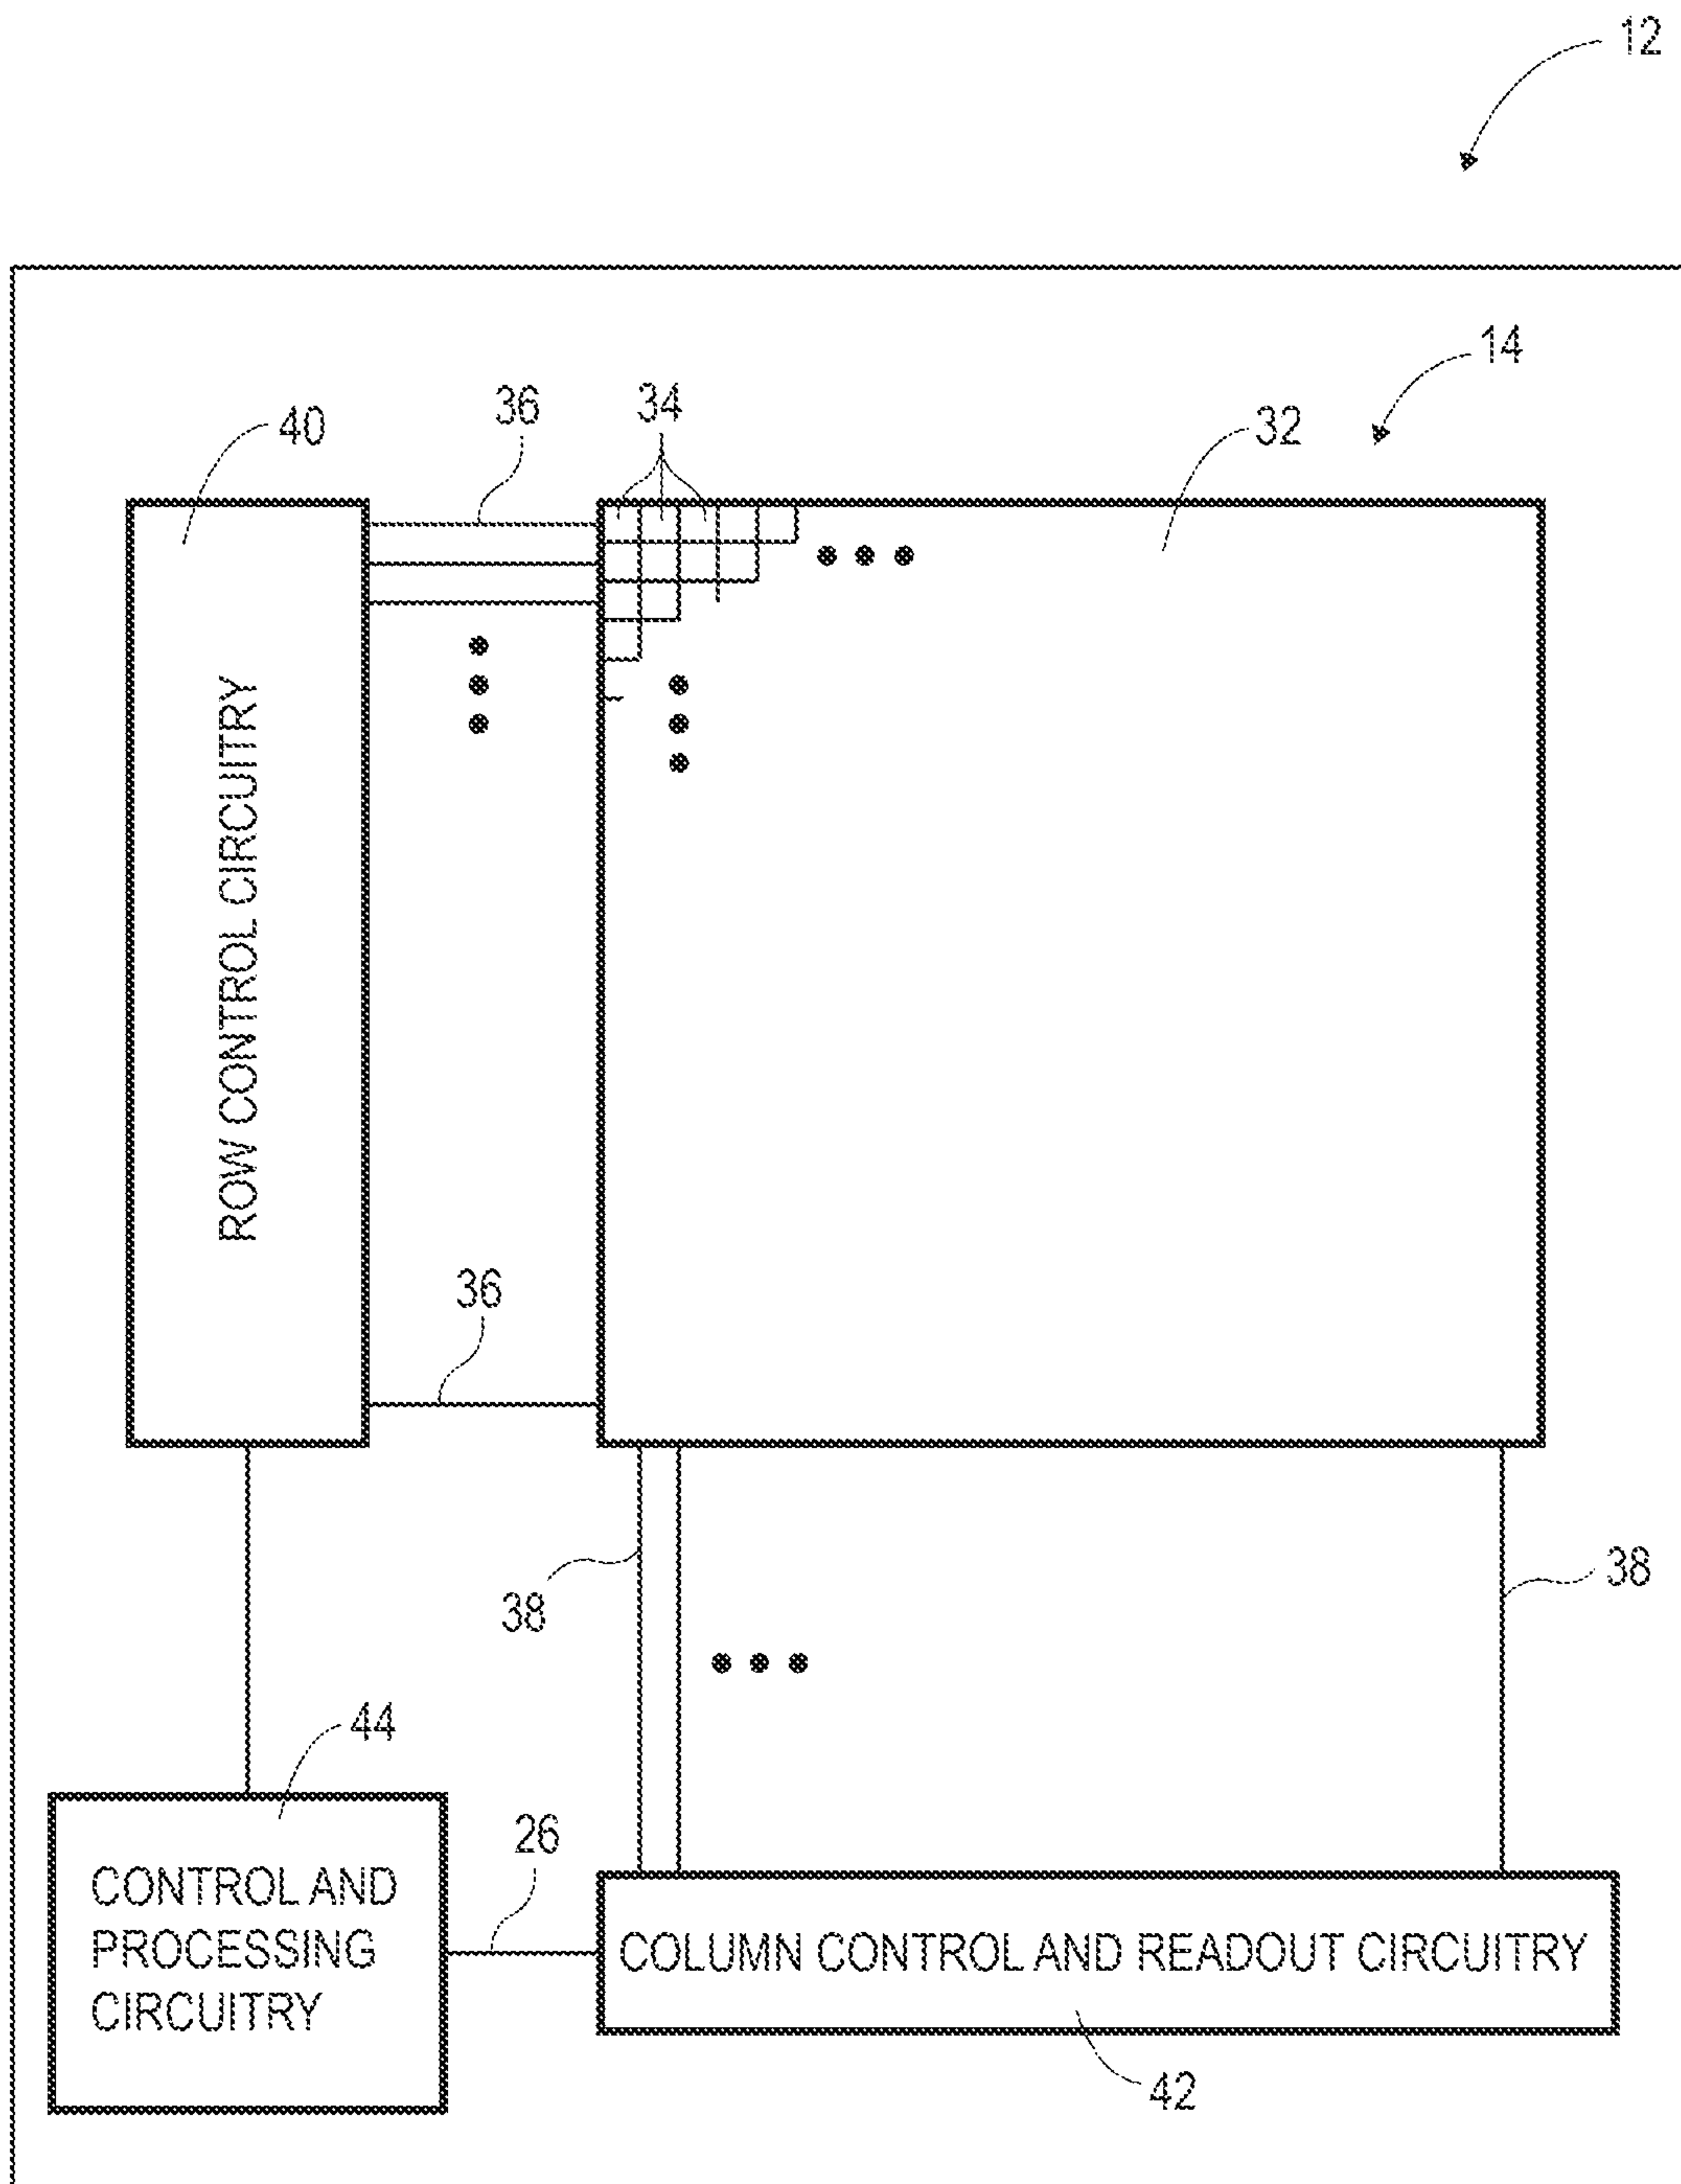 12
14
36
34
40
32
ROW CONTROL CIRCUITRY
36
38
38
44
26
CONTROL AND
PROCESSING
CIRCUITRY
COLUMN CONTROL AND READOUT CIRCUITRY
42